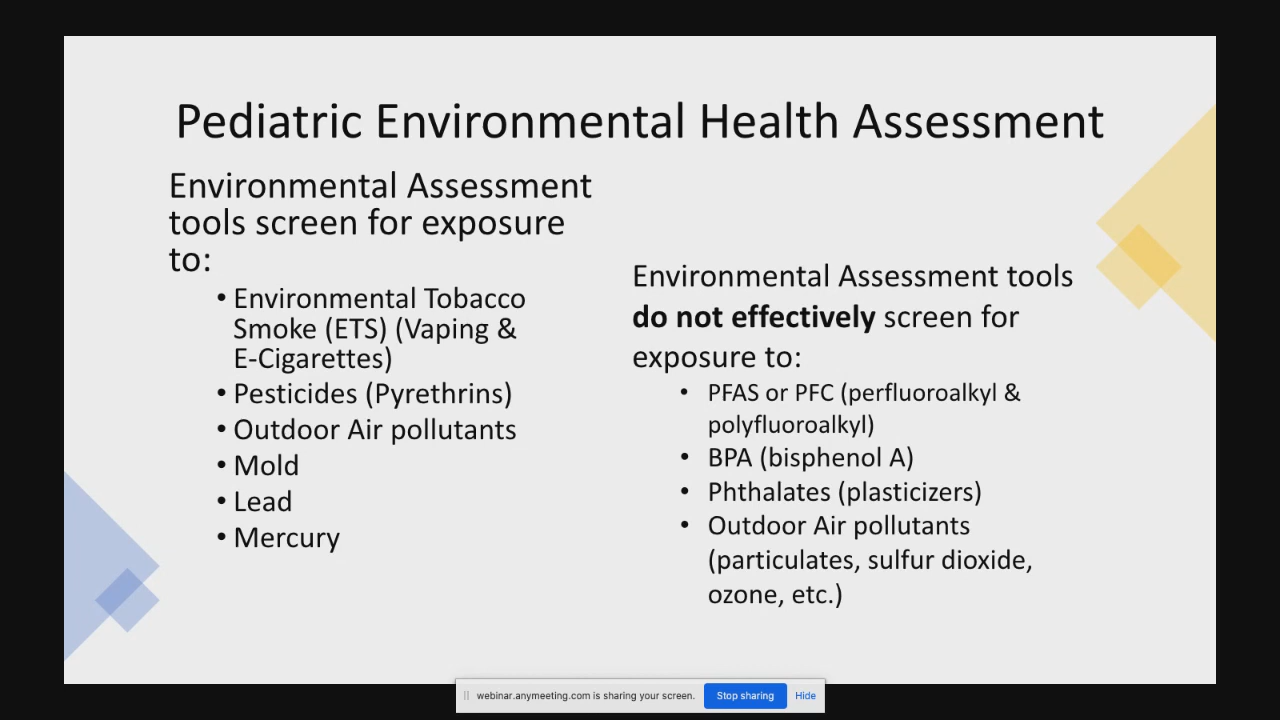 Pediatric Environmental Health Assessment
Environmental Assessment
tools screen for exposure
to:
• Environmental Tobacco
Smoke (ETS) (Vaping &
E-Cigarettes)
• Pesticides (Pyrethrins)
• Outdoor Air pollutants
• Mold
• Lead
• Mercury
Environmental Assessment tools
do not effectively screen for
exposure to:
• PFAS or PFC (perfluoroalkyl &
polyfluoroalkyl)
• BPA (bisphenol A)
• Phthalates (plasticizers)
• Outdoor Air pollutants
(particulates, sulfur dioxide,
ozone, etc.)
webinar.anymeeting.com is sharing your screen. Stop sharing Hide